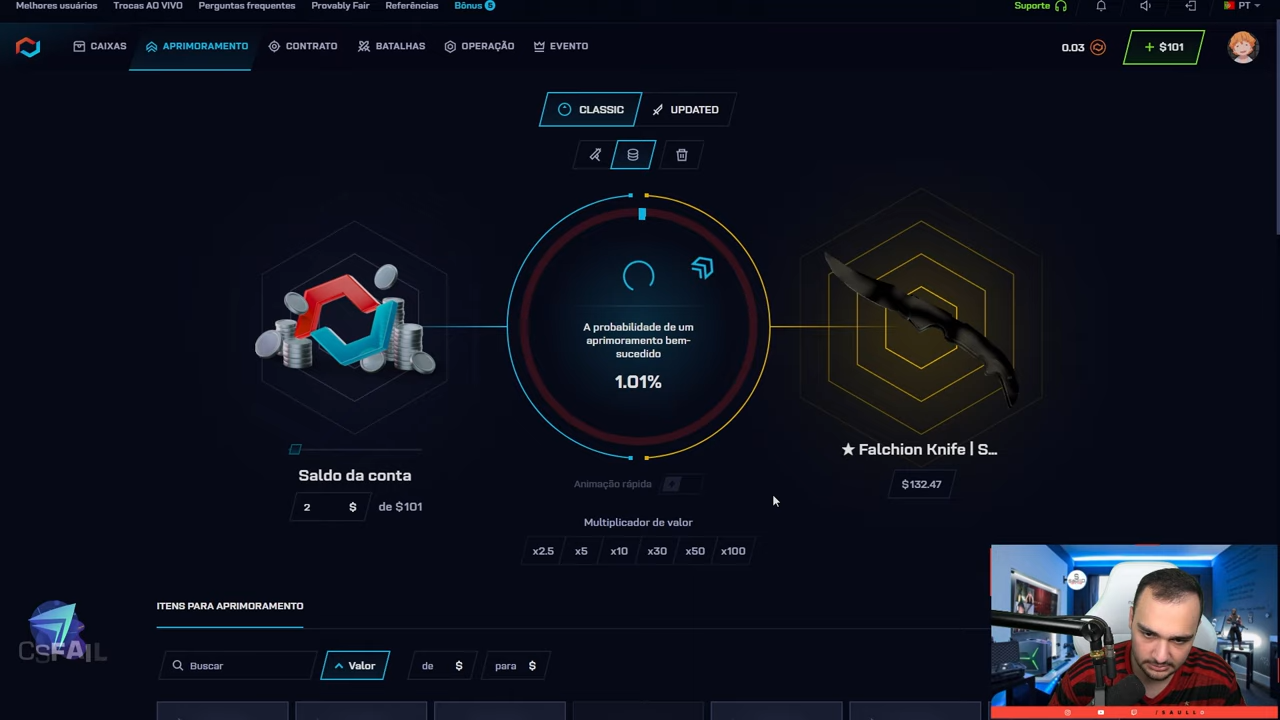 Melhores usuários Trocas AO VIVO Perguntas frequentes Provably Fair Referências Bônus 5 Suporte PT
CAIXAS APRIMORAMENTO CONTRATO BATALHAS OPERAÇÃO EVENTO 0.03 + $101
CLASSIC UPDATED
A probabilidade de um
aprimoramento bem-
sucedido
1.01%
★ Falchion Knife | S...
$132.47
Saldo da conta
2 $ de $101
Animação rápida
Multiplicador de valor
x2.5 x5 x10 x30 x50 x100
ITENS PARA APRIMORAMENTO
CSFAIL
Buscar Valor de $ para $